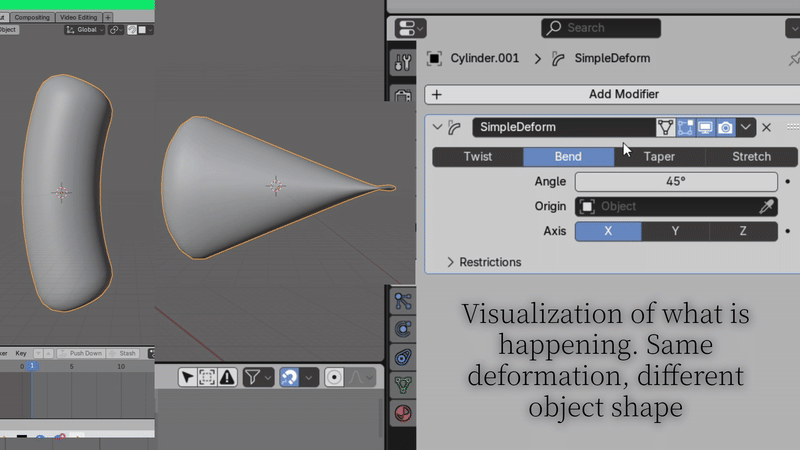 Compositing
Video Editing
+
Object
Global
Search
Cylinder.001
SimpleDeform
+ Add Modifier
SimpleDeform
Twist
Bend
Taper
Stretch
Angle
45°
Origin
Object
Axis
X
Y
Z
Restrictions
Key
Push Down
Stash
0
1
5
10
Visualization of what is
happening. Same
deformation, different
object shape